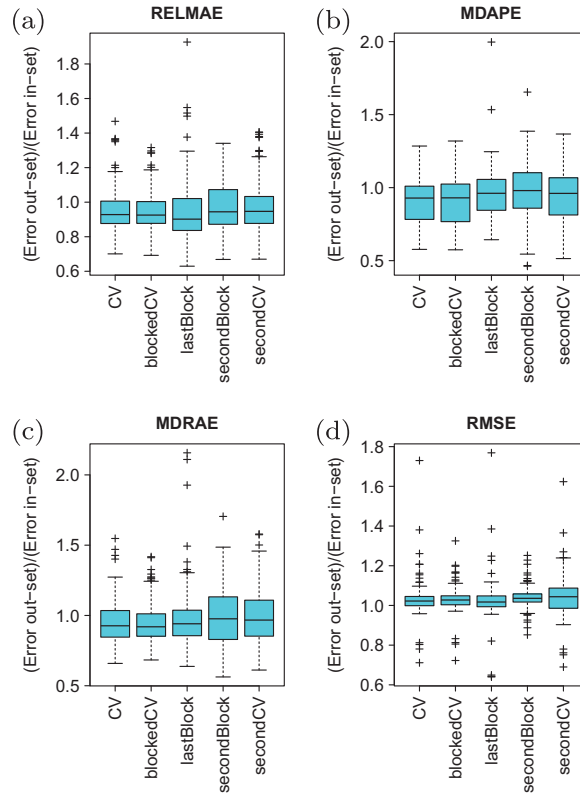 (a)
RELMAE
(Error out−set)/(Error in−set)
1.8
1.6
1.4
1.2
1.0
0.8
0.6
CV
blockedCV
lastBlock
secondBlock
secondCV
(b)
MDAPE
(Error out−set)/(Error in−set)
2.0
1.5
1.0
0.5
CV
blockedCV
lastBlock
secondBlock
secondCV
(c)
MDRAE
(Error out−set)/(Error in−set)
2.0
1.5
1.0
0.5
CV
blockedCV
lastBlock
secondBlock
secondCV
(d)
RMSE
(Error out−set)/(Error in−set)
1.8
1.6
1.4
1.2
1.0
0.8
0.6
CV
blockedCV
lastBlock
secondBlock
secondCV